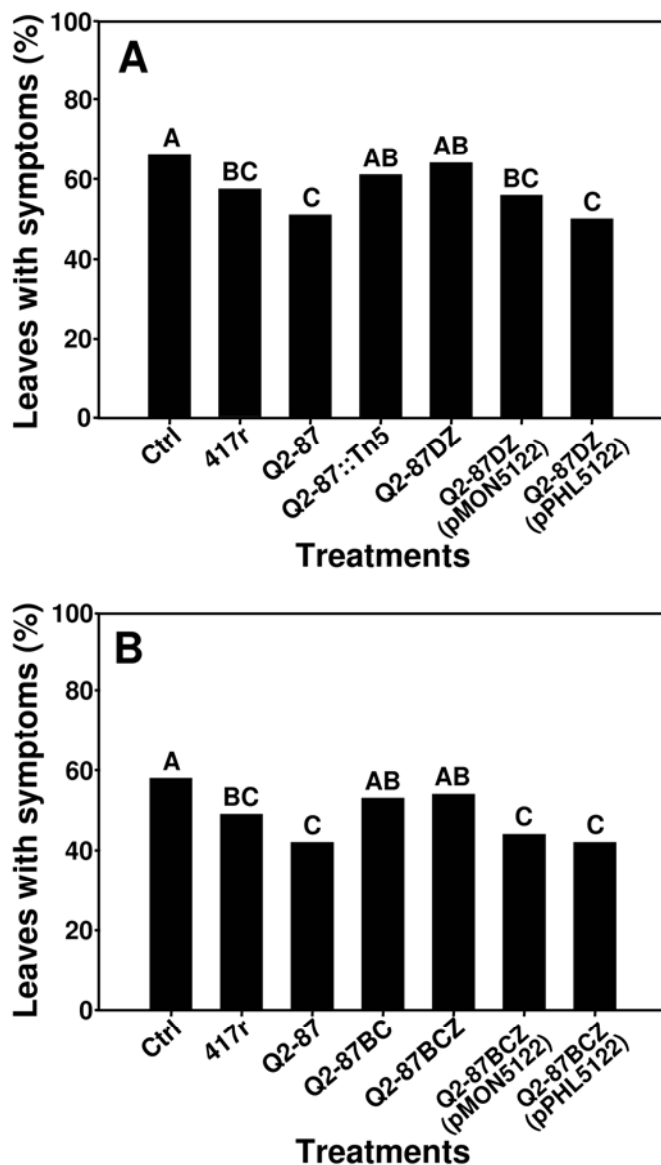 A
Leaves with symptoms (%)
100
80
60
40
20
0
A
BC
C
AB
AB
BC
C
Ctrl
417r
Q2-87
Q2-87::Tn5
Q2-87DZ
Q2-87DZ
(pMON5122)
Q2-87DZ
(pPHL5122)
Treatments
B
Leaves with symptoms (%)
100
80
60
40
20
0
A
BC
C
AB
AB
C
C
Ctrl
417r
Q2-87
Q2-87BC
Q2-87BCZ
Q2-87BCZ
(pMON5122)
Q2-87BCZ
(pPHL5122)
Treatments